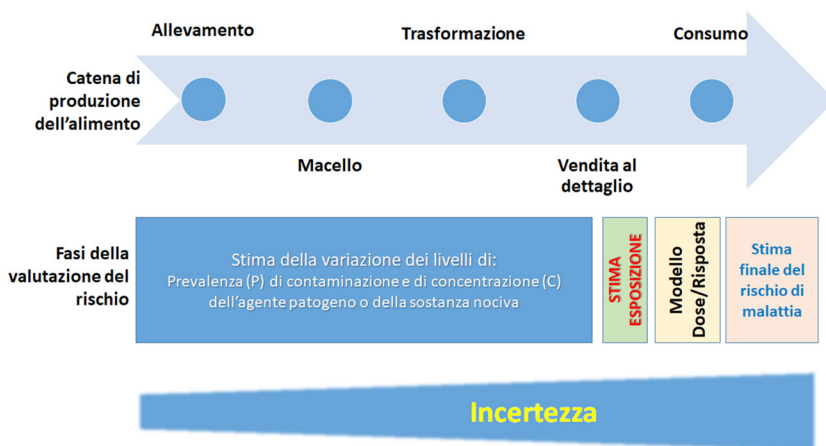 Allevamento
Trasformazione
Consumo
Catena di
produzione
dell'alimento
Macello
Vendita al
dettaglio
Fasi della
valutazione del
rischio
Stima della variazione dei livelli di:
Prevalenza (P) di contaminazione e di concentrazione (C)
dell'agente patogeno o della sostanza nociva
STIMA
ESPOSIZIONE
Modello
Dose/Risposta
Stima
finale del
rischio di
malattia
Incertezza